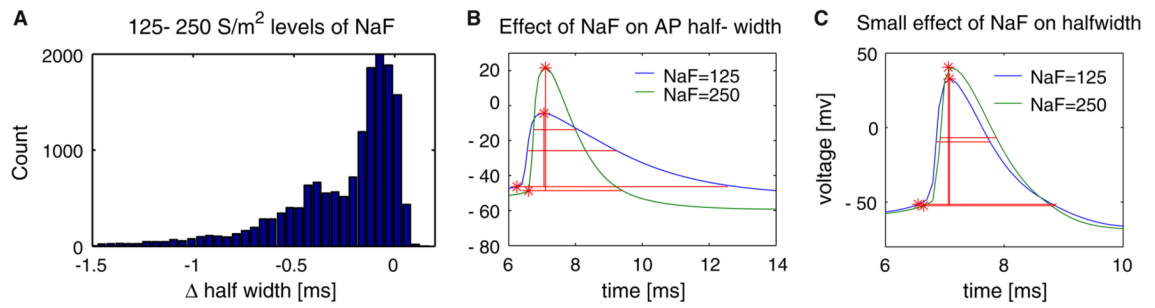 A
125- 250 S/m² levels of NaF
2000
1000
0
Count
-1.5
-1
-0.5
0
Δ half width [ms]
B
Effect of NaF on AP half- width
20
0
- 20
- 40
- 60
- 80
NaF=125
NaF=250
6
8
10
12
14
time [ms]
C
Small effect of NaF on halfwidth
50
0
- 50
voltage [mv]
NaF=125
NaF=250
6
8
10
time [ms]